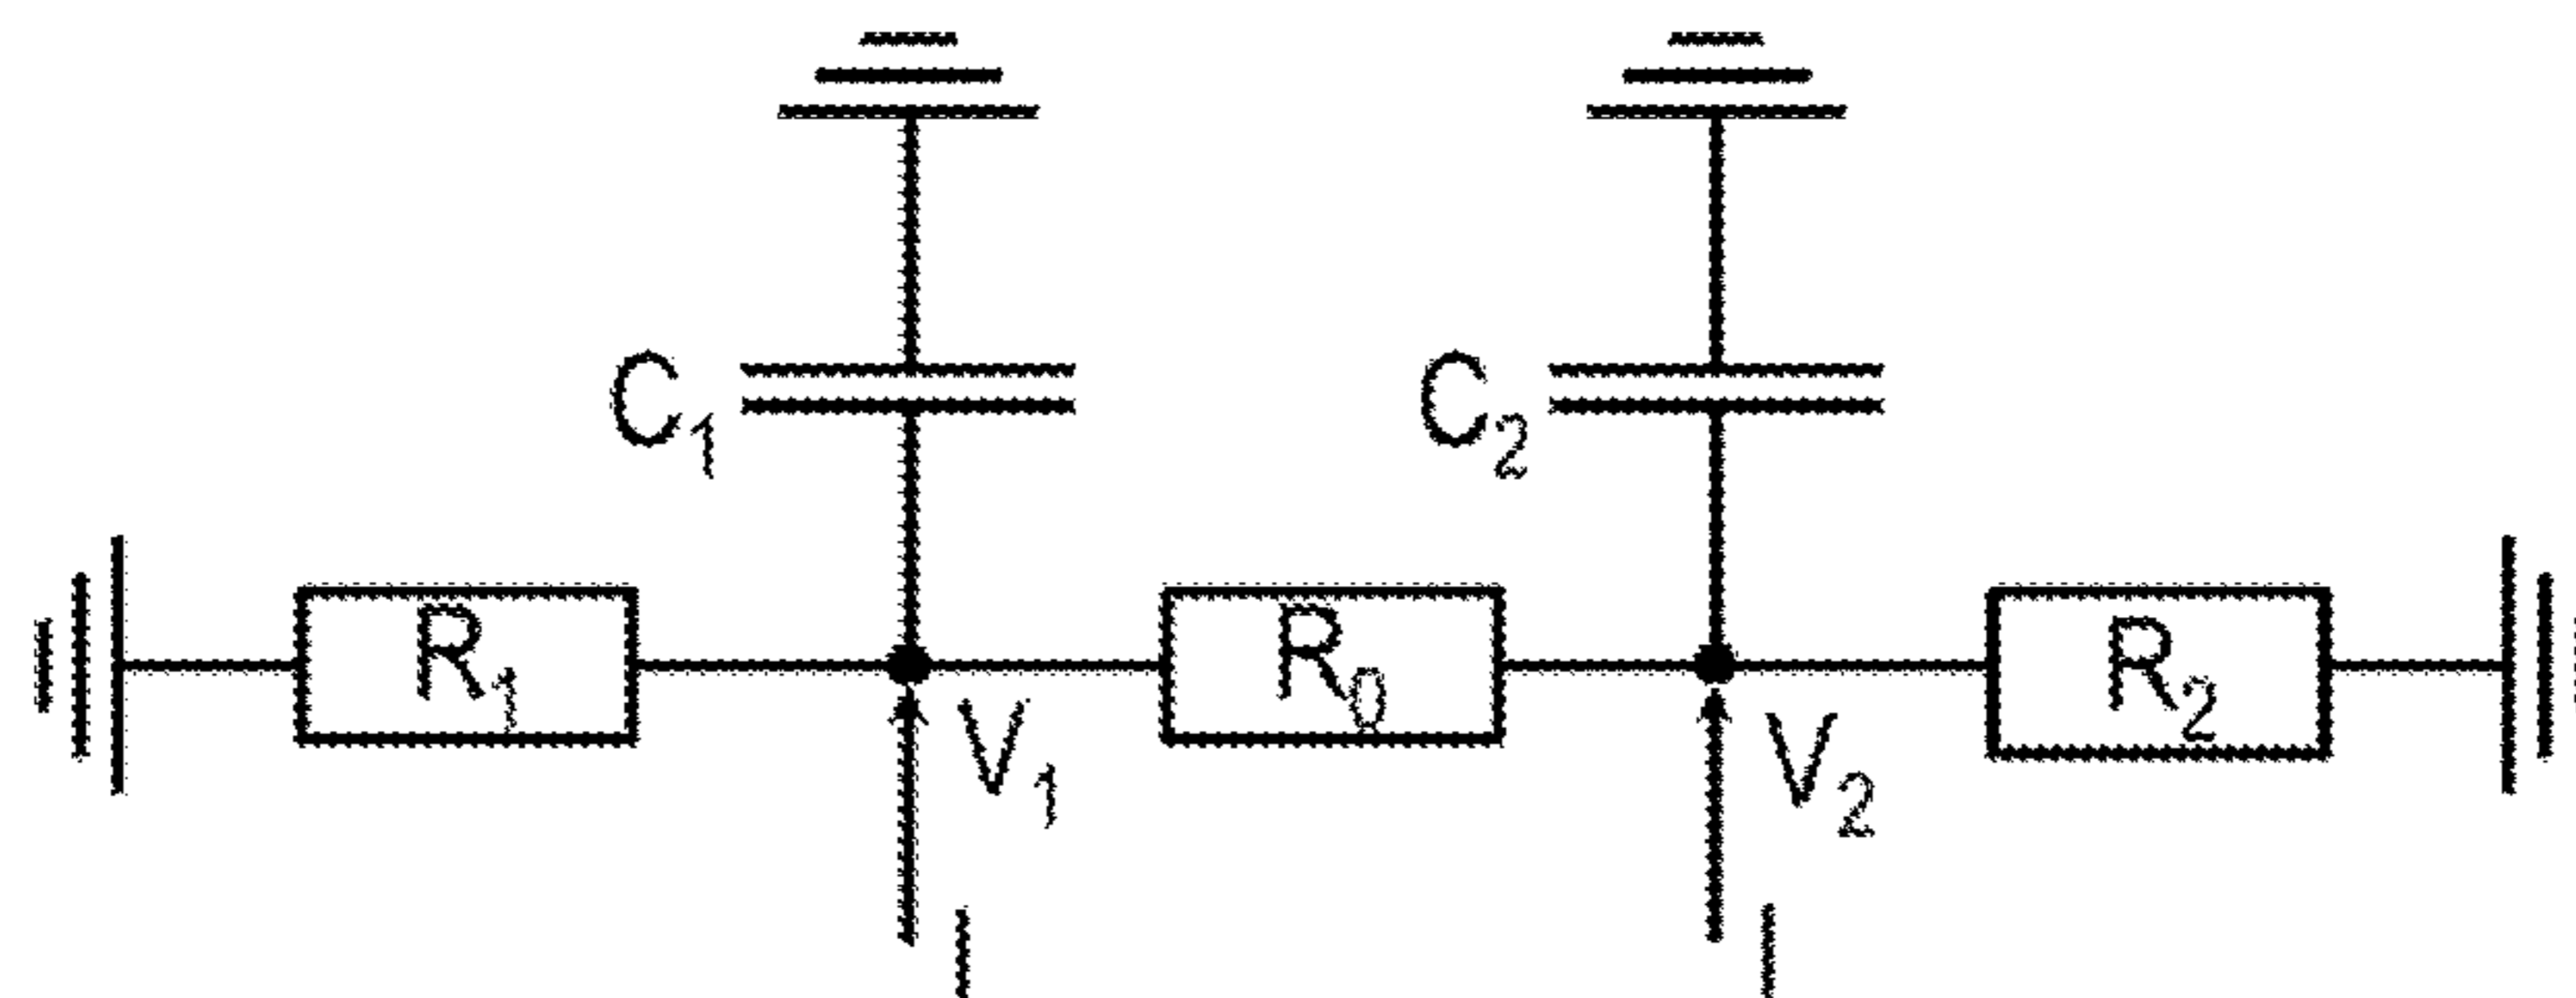 C₁ C₂
R₁ R₀ R₂
V₁ V₂
I I